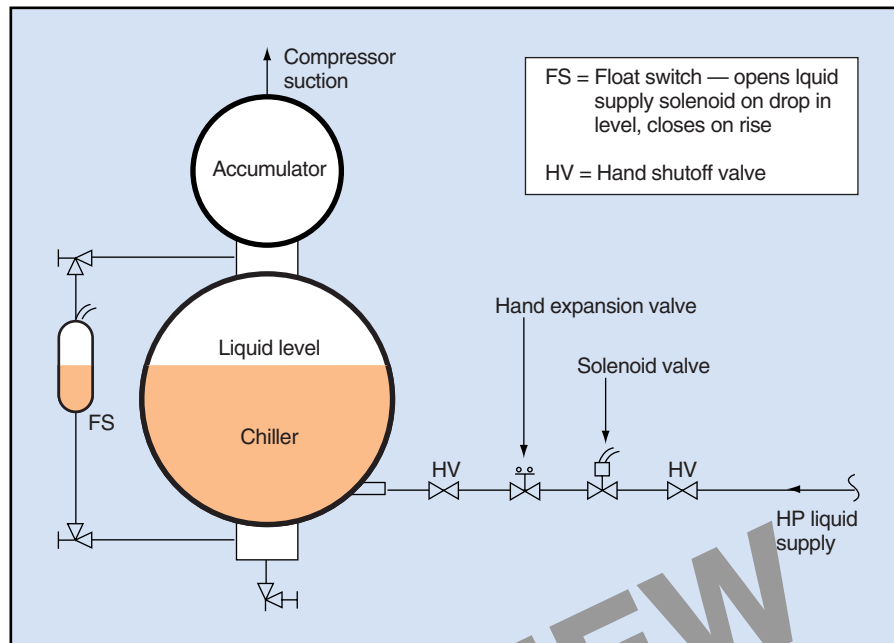 Compressor
suction
FS = Float switch — opens lquid
supply solenoid on drop in
level, closes on rise
HV = Hand shutoff valve
Accumulator
Hand expansion valve
Liquid level
Solenoid valve
FS
Chiller
HV
HV
HP liquid
supply